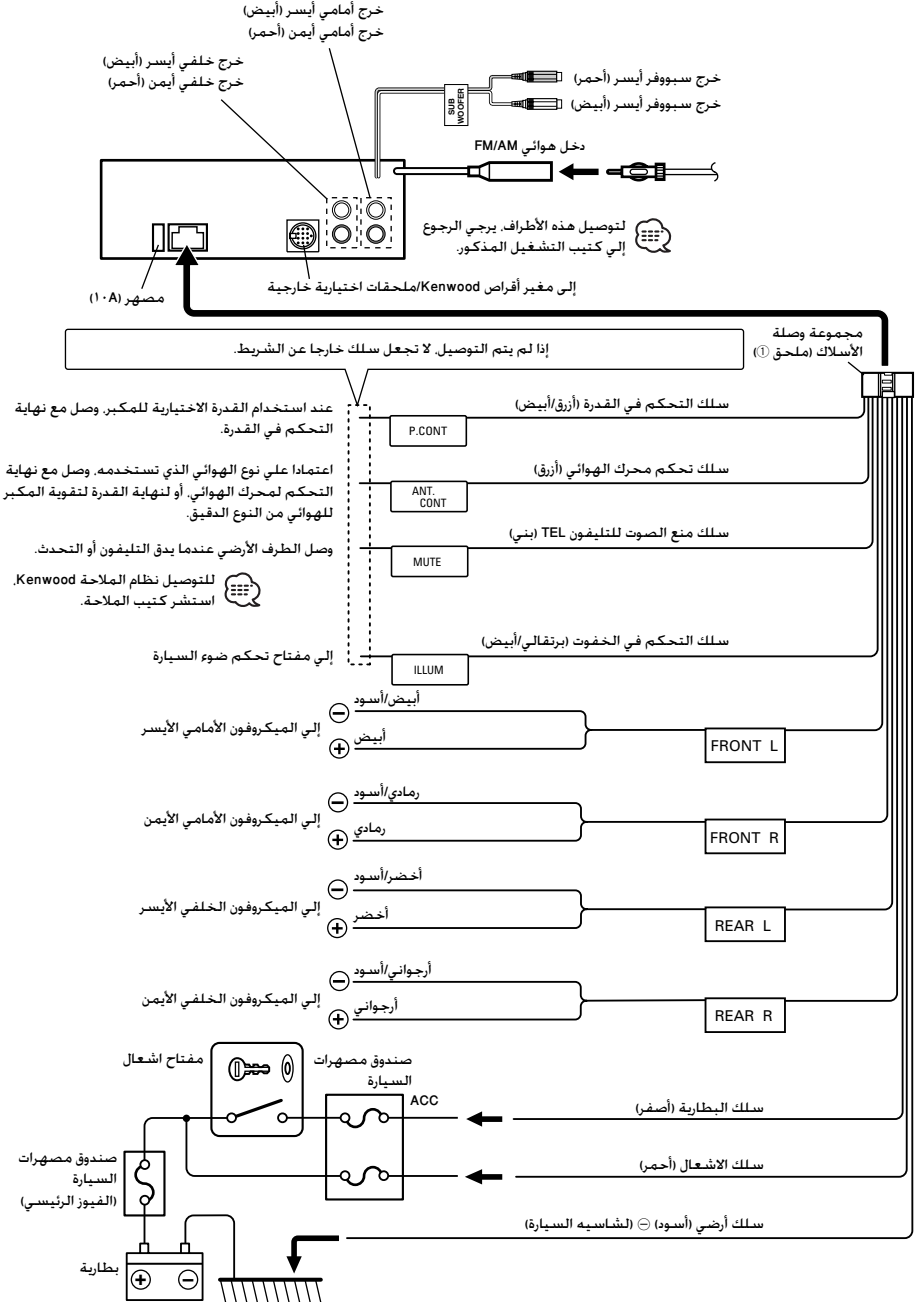 خرج أمامي أيسر (أبيض)
خرج أمامي أيمن (أحمر)
خرج خلفي أيسر (أبيض)
خرج خلفي أيمن (أحمر)
خرج سبووفر أيسر (أحمر)
خرج سبووفر أيسر (أبيض)
SUB
WOOFER
دخل هوائي FM/AM
لتوصيل هذه الأطراف, يرجي الرجوع
إلي كتيب التشغيل المذكور.
إلى مغير أقراص Kenwood/ملحقات اختيارية خارجية
مصهر (١٠A)
مجموعة وصلة
الأسلاك (ملحق ①)
إذا لم يتم التوصيل, لا تجعل سلك خارجا عن الشريط.
سلك التحكم في القدرة (أزرق/أبيض)
P.CONT
عند استخدام القدرة الاختيارية للمكبر, وصل مع نهاية
التحكم في القدرة.
سلك تحكم محرك الهوائي (أزرق)
ANT.
CONT
اعتمادا علي نوع الهوائي الذي تستخدمه, وصل مع نهاية
التحكم لمحرك الهوائي, أو لنهاية القدرة لتقوية المكبر
للهوائي من النوع الدقيق.
سلك منع الصوت للتليفون TEL (بني)
MUTE
وصل الطرف الأرضي عندما يدق التليفون أو التحدث.
للتوصيل نظام الملاحة Kenwood,
استشر كتيب الملاحة.
سلك التحكم في الخفوت (برتقالي/أبيض)
ILLUM
إلي مفتاح تحكم ضوء السيارة
أبيض/أسود
⊖
أبيض
⊕
إلي الميكروفون الأمامي الأيسر
FRONT L
رمادي/أسود
⊖
رمادي
⊕
إلي الميكروفون الأمامي الأيمن
FRONT R
أخضر/أسود
⊖
أخضر
⊕
إلي الميكروفون الخلفي الأيسر
REAR L
أرجواني/أسود
⊖
أرجواني
⊕
إلي الميكروفون الخلفي الأيمن
REAR R
مفتاح اشعال
صندوق مصهرات
السيارة
ACC
سلك البطارية (أصفر)
سلك الاشعال (أحمر)
صندوق مصهرات
السيارة
(الفيوز الرئيسي)
سلك أرضي (أسود) ⊖ (لشاسيه السيارة)
بطارية
⊕ ⊖